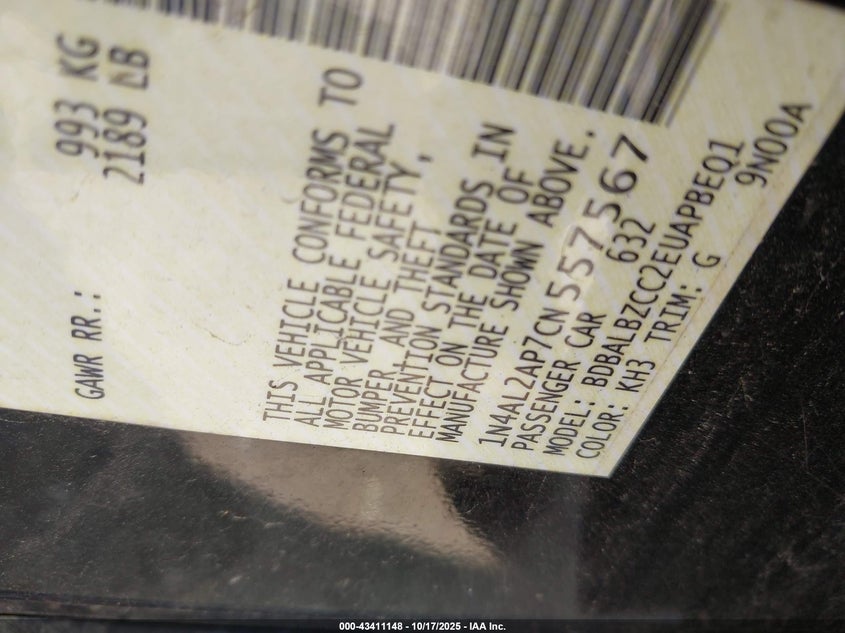 GAWR RR.: 993 KG
2189 LB
THIS VEHICLE CONFORMS TO
ALL APPLICABLE FEDERAL
MOTOR VEHICLE SAFETY,
BUMPER, AND THEFT
PREVENTION STANDARDS IN
EFFECT ON THE DATE OF
MANUFACTURE SHOWN ABOVE.
1N4AL2AP7CN557567
PASSENGER CAR 632
MODEL: BDBALBZCC2EUAPBEQ1
COLOR: KH3 TRIM: G 9N00A
000-43411148 - 10/17/2025 - IAA Inc.